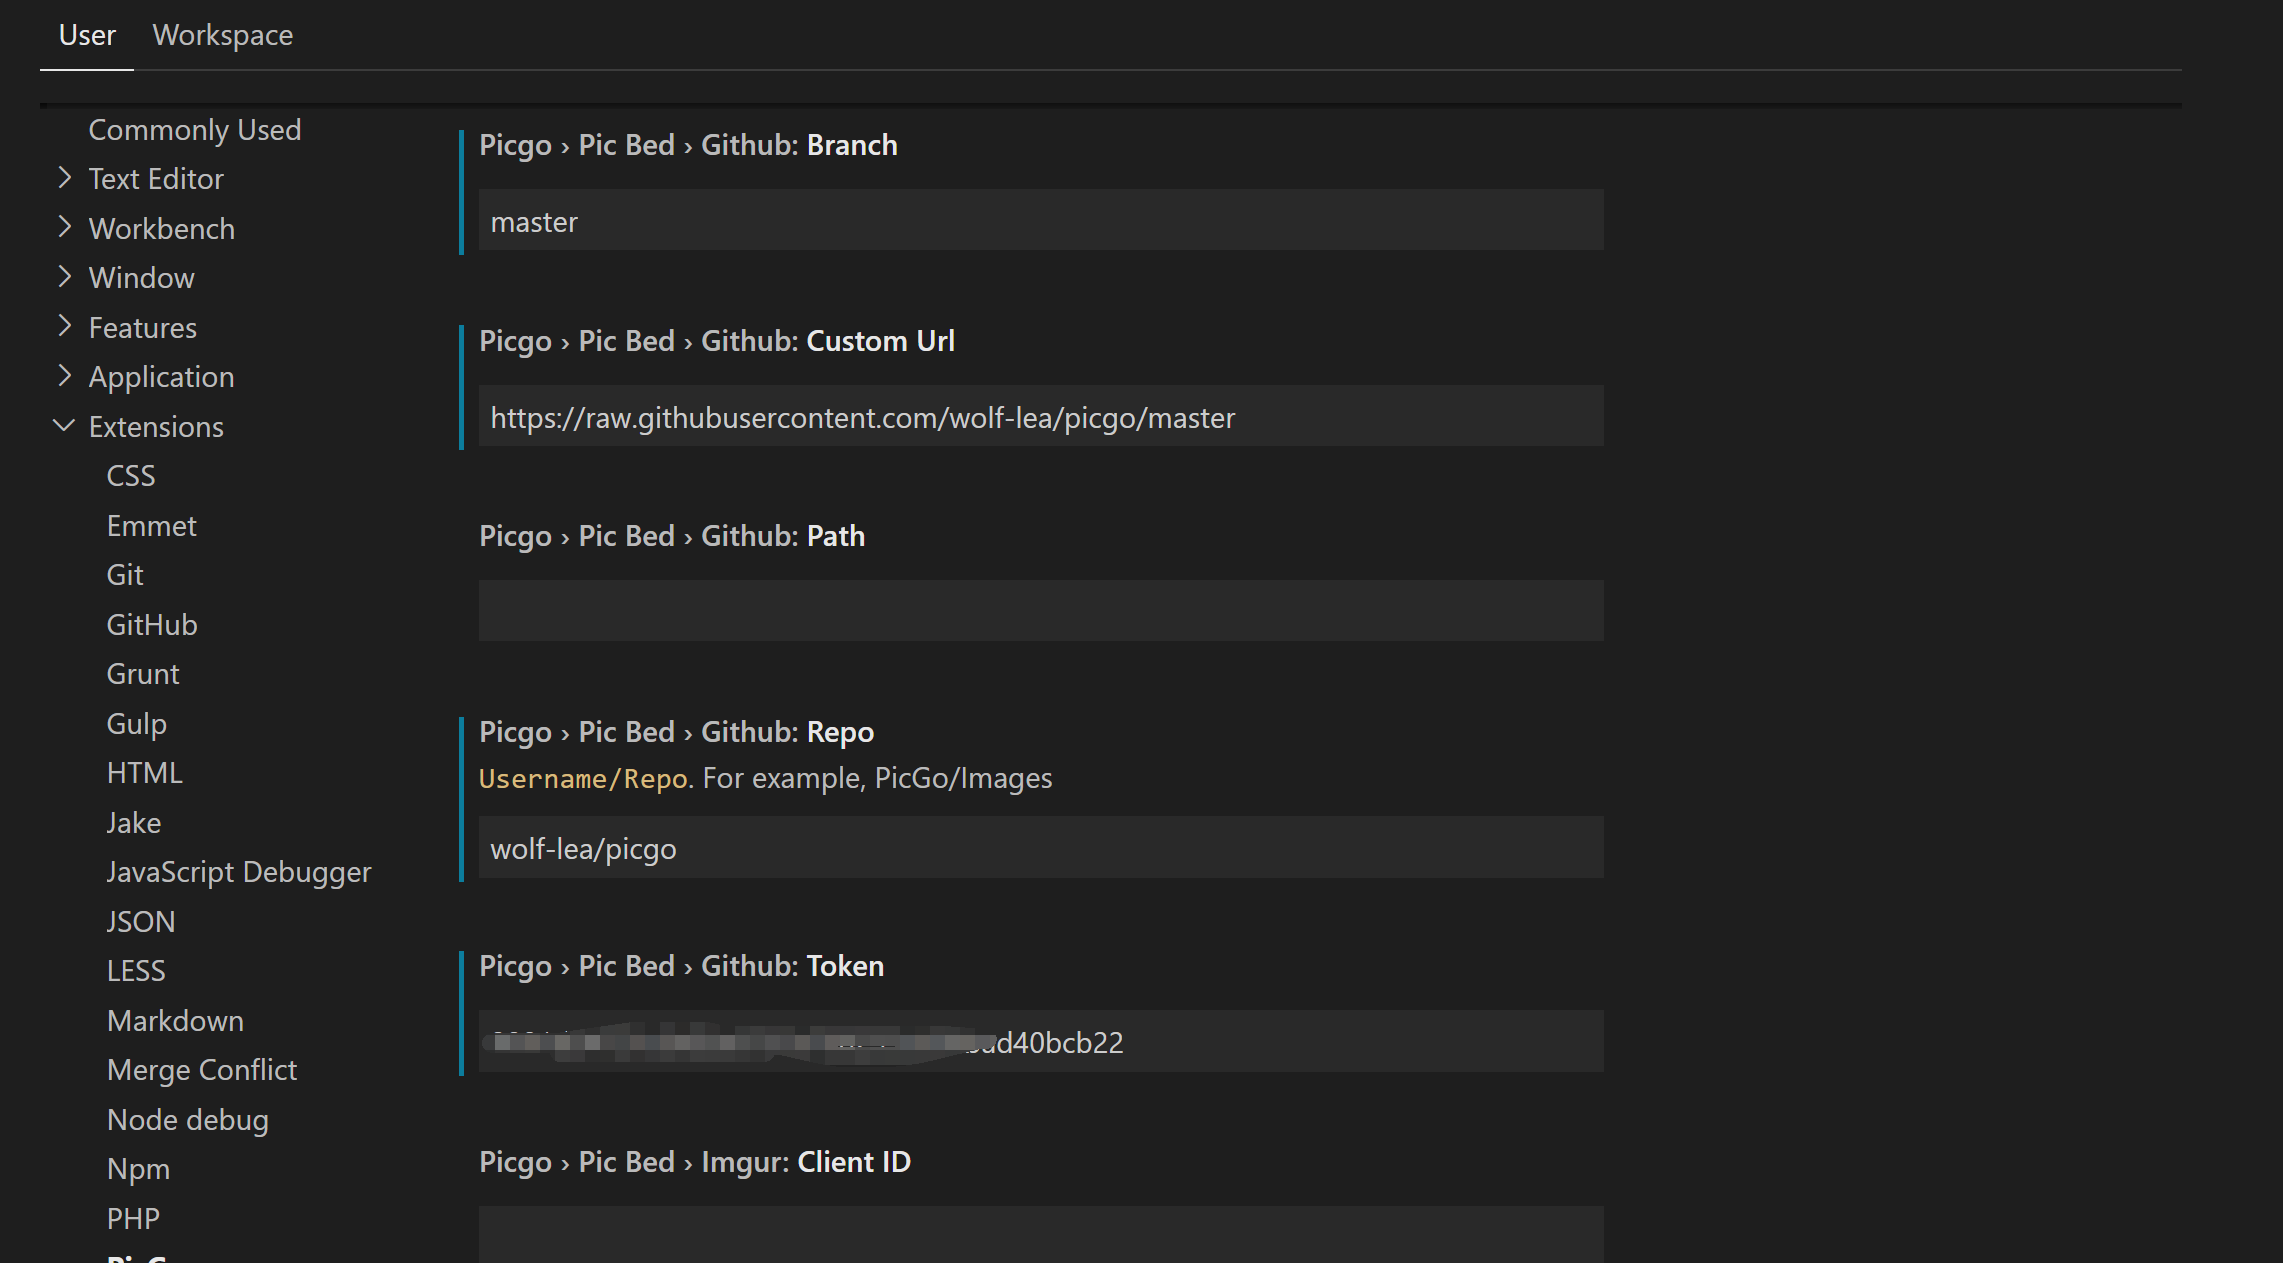 User
Workspace
Commonly Used
Text Editor
Workbench
Window
Features
Application
Extensions
CSS
Emmet
Git
GitHub
Grunt
Gulp
HTML
Jake
JavaScript Debugger
JSON
LESS
Markdown
Merge Conflict
Node debug
Npm
PHP
Picgo › Pic Bed › Github: Branch
master
Picgo › Pic Bed › Github: Custom Url
https://raw.githubusercontent.com/wolf-lea/picgo/master
Picgo › Pic Bed › Github: Path
Picgo › Pic Bed › Github: Repo
Username/Repo. For example, PicGo/Images
wolf-lea/picgo
Picgo › Pic Bed › Github: Token
Picgo › Pic Bed › Imgur: Client ID